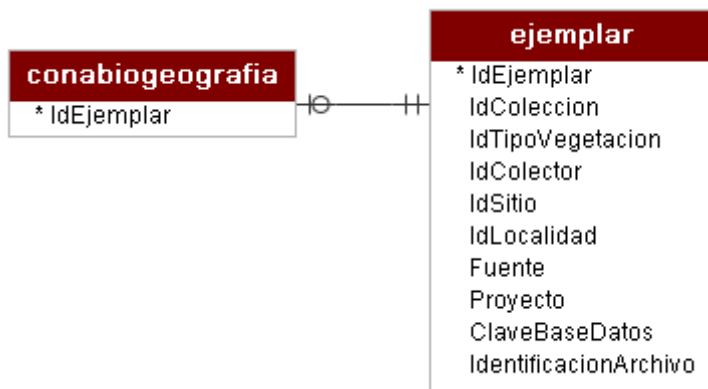 conabiogeografia
* IdEjemplar
ejemplar
* IdEjemplar
IdColeccion
IdTipoVegetacion
IdColector
IdSitio
IdLocalidad
Fuente
Proyecto
ClaveBaseDatos
IdentificacionArchivo